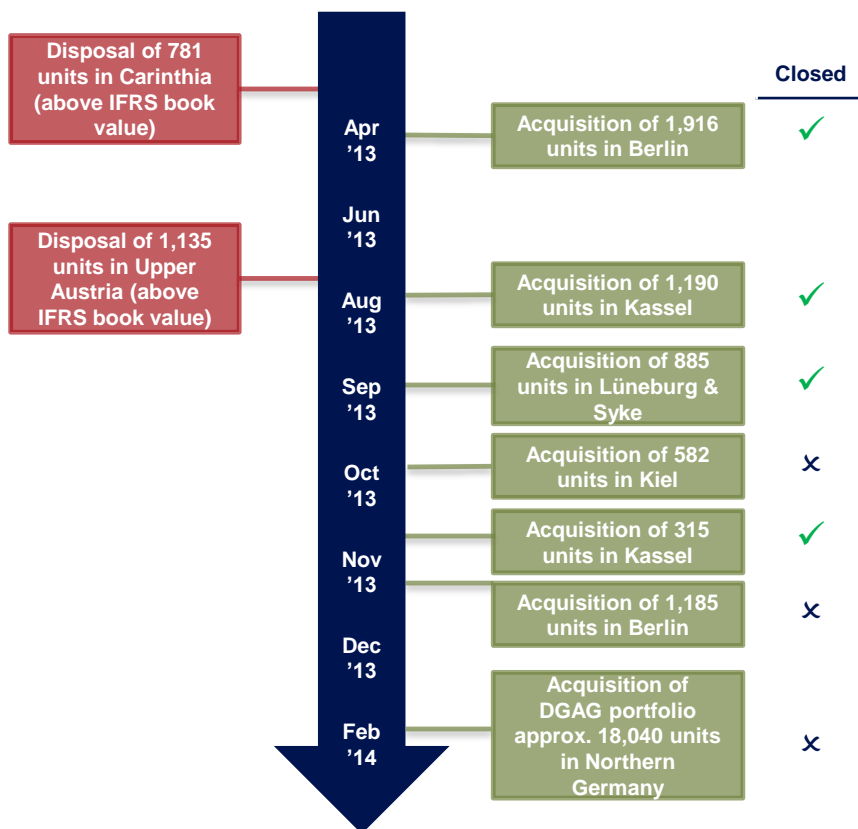 Disposal of 781
units in Carinthia
(above IFRS book
value)
Closed
Apr
’13
Acquisition of 1,916
units in Berlin
✓
Jun
’13
Disposal of 1,135
units in Upper
Austria (above
IFRS book value)
Aug
’13
Acquisition of 1,190
units in Kassel
✓
Sep
’13
Acquisition of 885
units in Lüneburg &
Syke
✓
Oct
’13
Acquisition of 582
units in Kiel
✗
Acquisition of 315
units in Kassel
✓
Nov
’13
Acquisition of 1,185
units in Berlin
✗
Dec
’13
Feb
’14
Acquisition of
DGAG portfolio
approx. 18,040 units
in Northern
Germany
✗